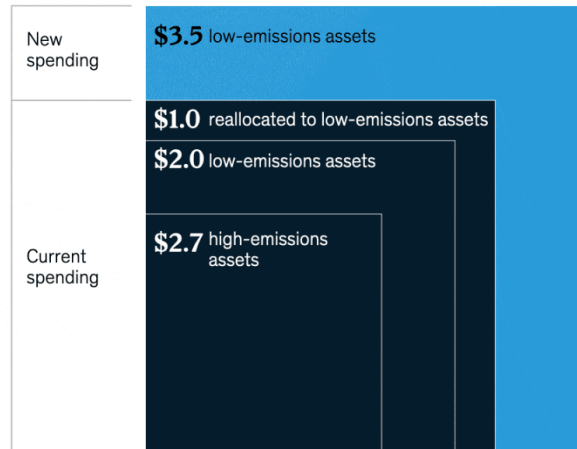 New
spending
$3.5 low-emissions assets
$1.0 reallocated to low-emissions assets
$2.0 low-emissions assets
Current
spending
$2.7 high-emissions
assets